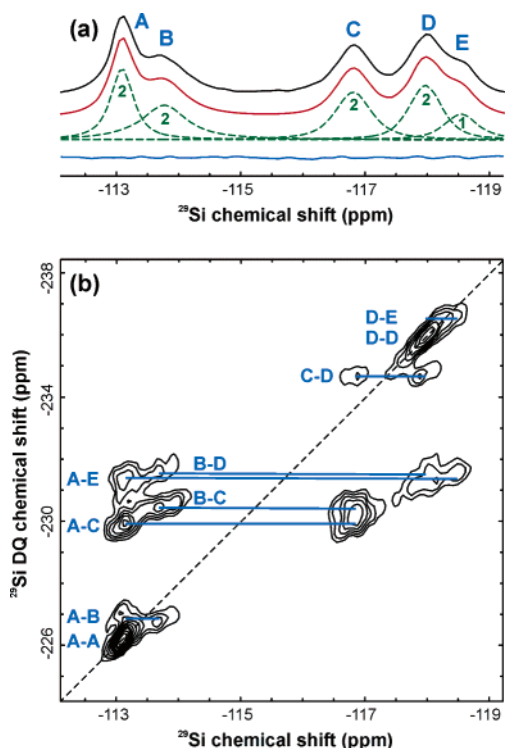 (a)
A
B
C
D
E
2
2
2
2
1
-113 -115 -117 -119
²⁹Si chemical shift (ppm)
(b)
-238
-234
-230
-226
²⁹Si DQ chemical shift (ppm)
D-E
D-D
C-D
B-D
A-E
B-C
A-C
A-B
A-A
-113 -115 -117 -119
²⁹Si chemical shift (ppm)